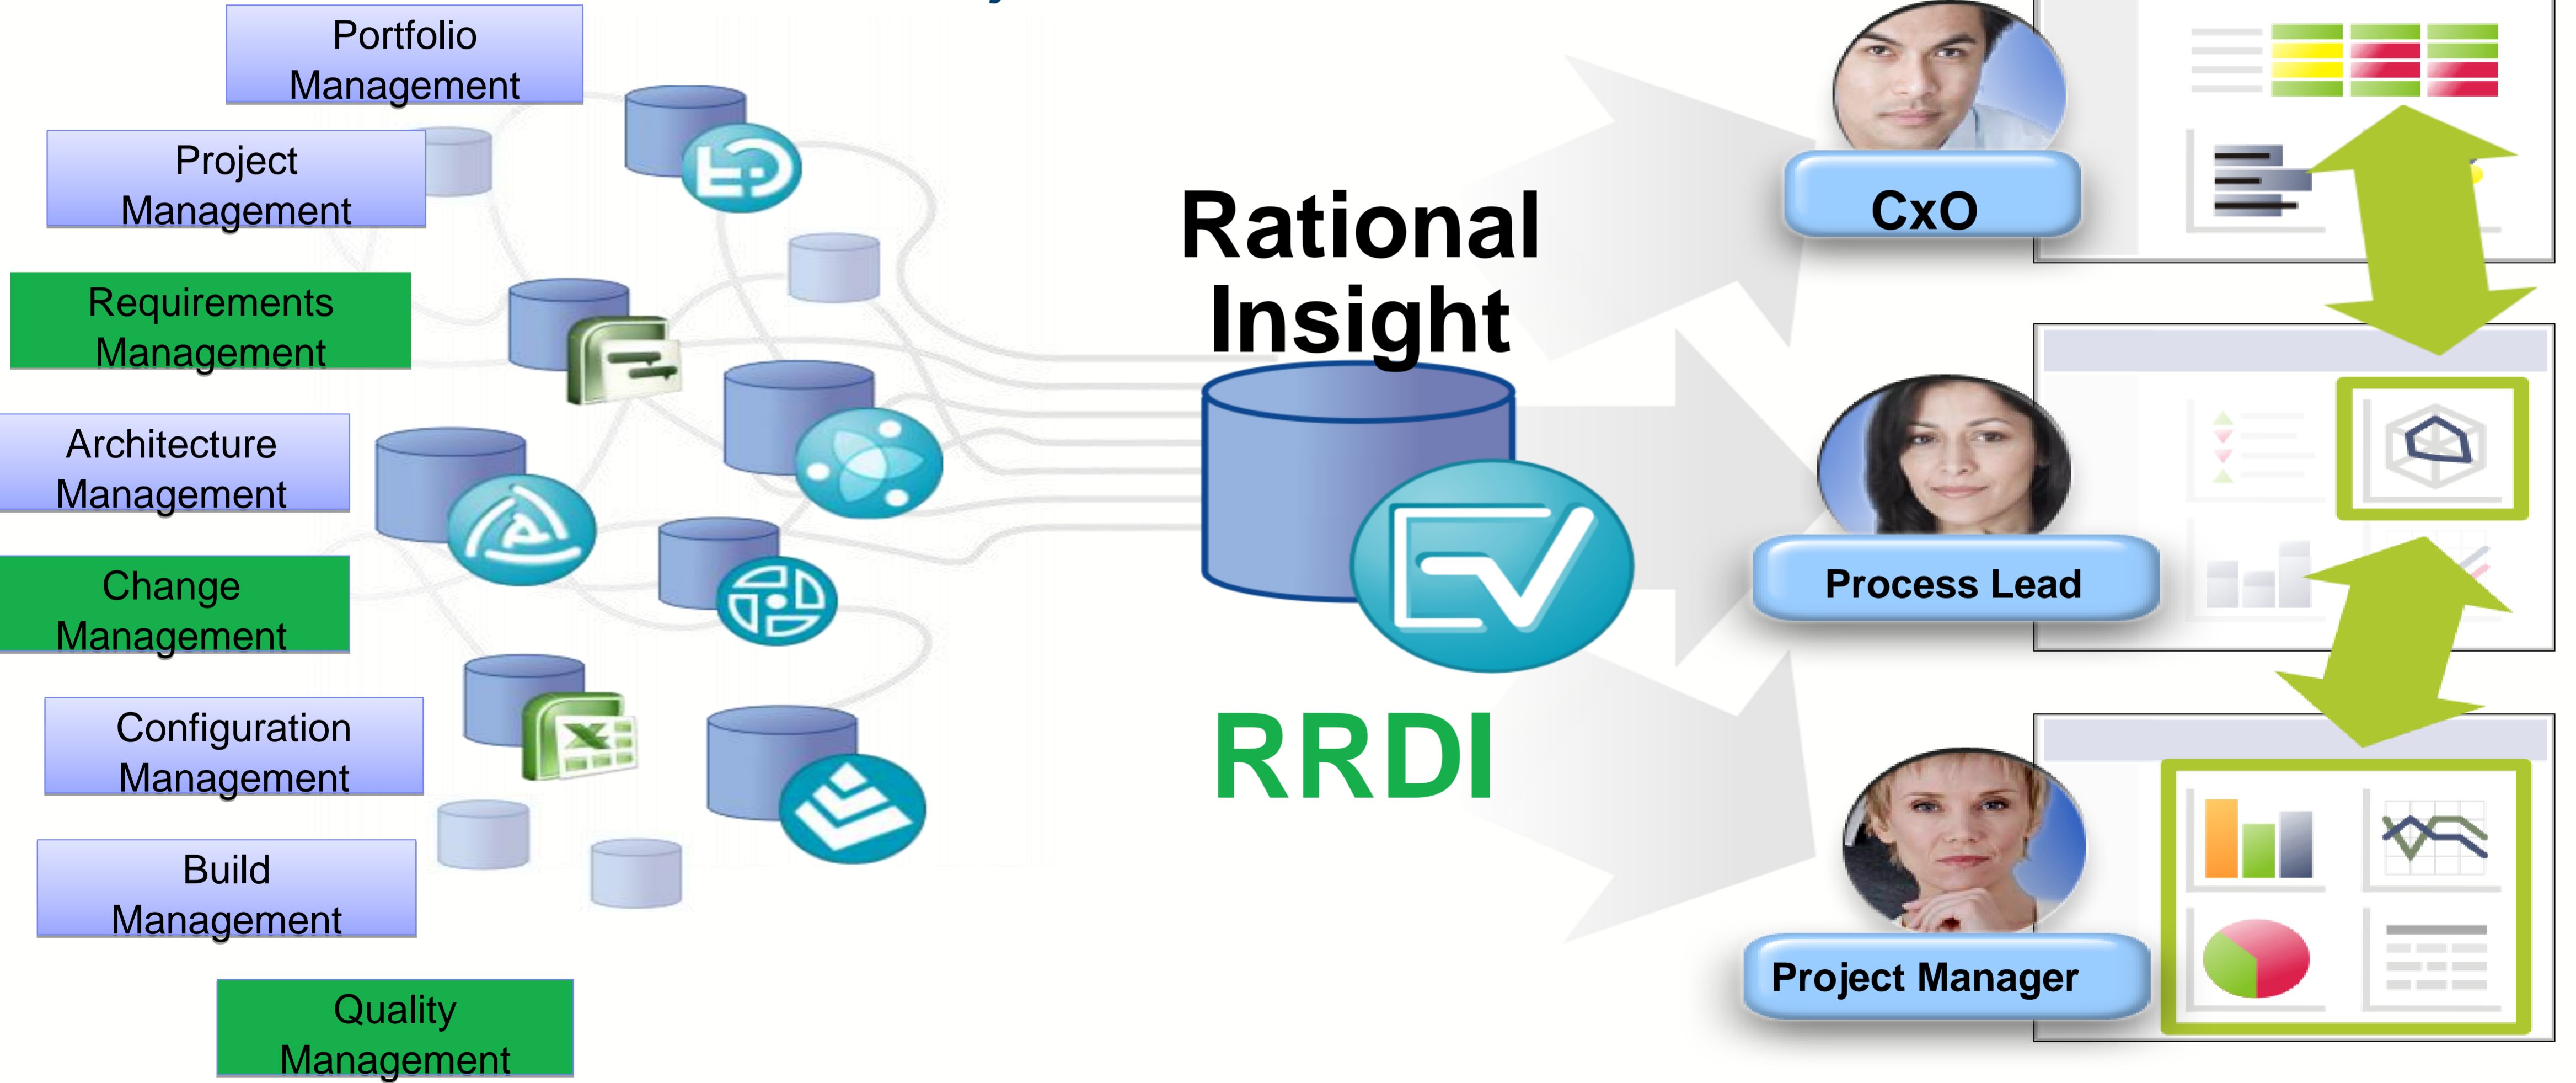 Portfolio
Management
Project
Management
Requirements
Management
Architecture
Management
Change
Management
Configuration
Management
Build
Management
Quality
Management
Rational
Insight
RRDI
CxO
Process Lead
Project Manager